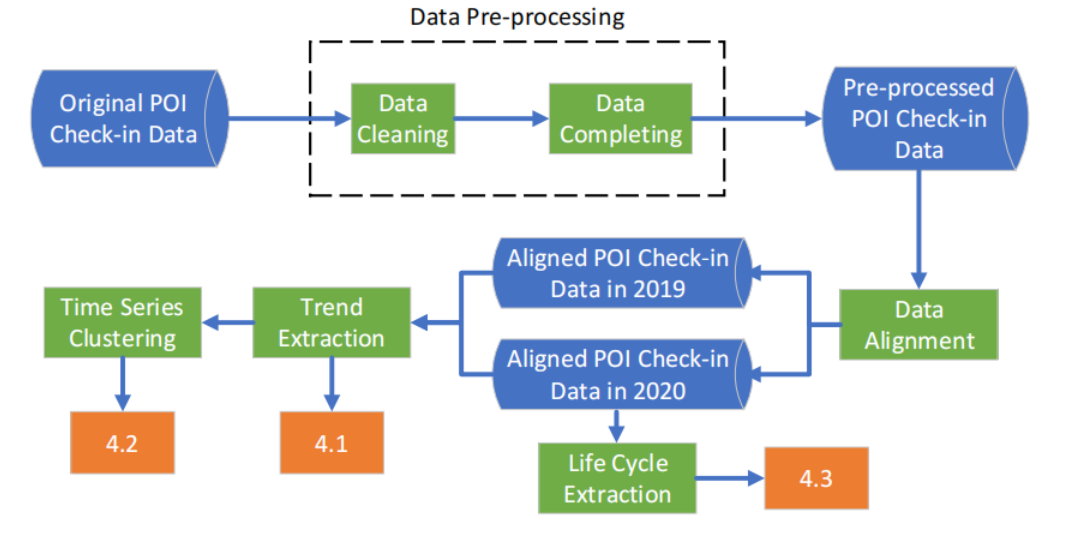 Data Pre-processing
Original POI
Check-in Data
Data
Cleaning
Data
Completing
Pre-processed
POI Check-in
Data
Aligned POI Check-in
Data in 2019
Time Series
Clustering
Trend
Extraction
Data
Alignment
Aligned POI Check-in
Data in 2020
4.2
4.1
Life Cycle
Extraction
4.3